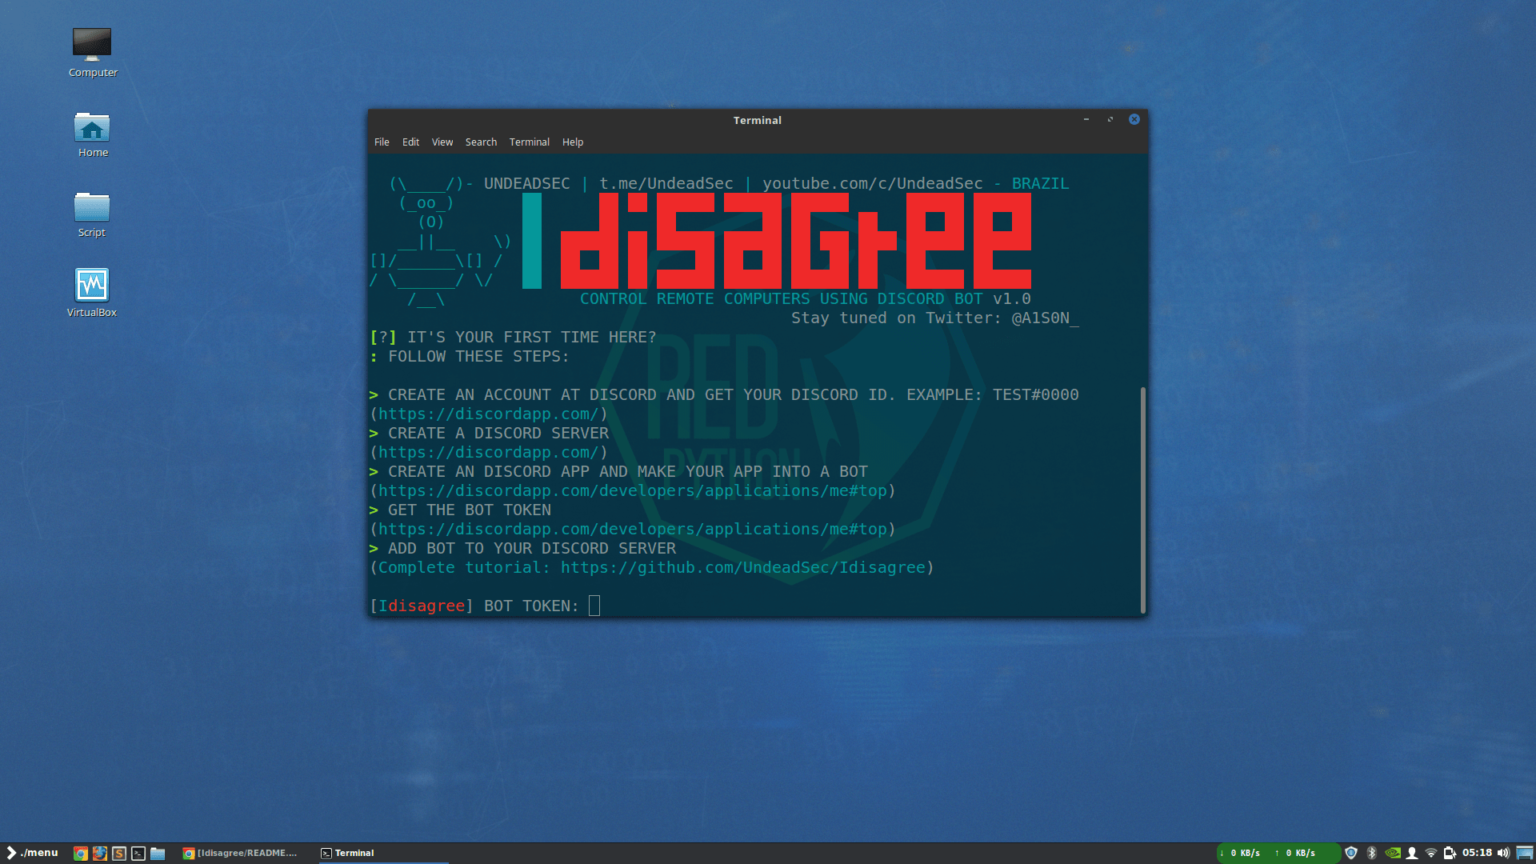 Computer
Home
Script
VirtualBox
Terminal
File Edit View Search Terminal Help
(\____/)- UNDEADSEC | t.me/UndeadSec | youtube.com/c/UndeadSec - BRAZIL
(_oo_)
(O)
__||__ \)
[]/______\[] /
/ \______/ \/
/__\
Idisagree
CONTROL REMOTE COMPUTERS USING DISCORD BOT v1.0
Stay tuned on Twitter: @A1S0N_
[?] IT'S YOUR FIRST TIME HERE?
: FOLLOW THESE STEPS:
> CREATE AN ACCOUNT AT DISCORD AND GET YOUR DISCORD ID. EXAMPLE: TEST#0000
(https://discordapp.com/)
> CREATE A DISCORD SERVER
(https://discordapp.com/)
> CREATE AN DISCORD APP AND MAKE YOUR APP INTO A BOT
(https://discordapp.com/developers/applications/me#top)
> GET THE BOT TOKEN
(https://discordapp.com/developers/applications/me#top)
> ADD BOT TO YOUR DISCORD SERVER
(Complete tutorial: https://github.com/UndeadSec/Idisagree)
[Idisagree] BOT TOKEN:
RED
PYTHON
./menu
[Idisagree/README....
Terminal
↓ 0 KB/s ↑ 0 KB/s
05:18